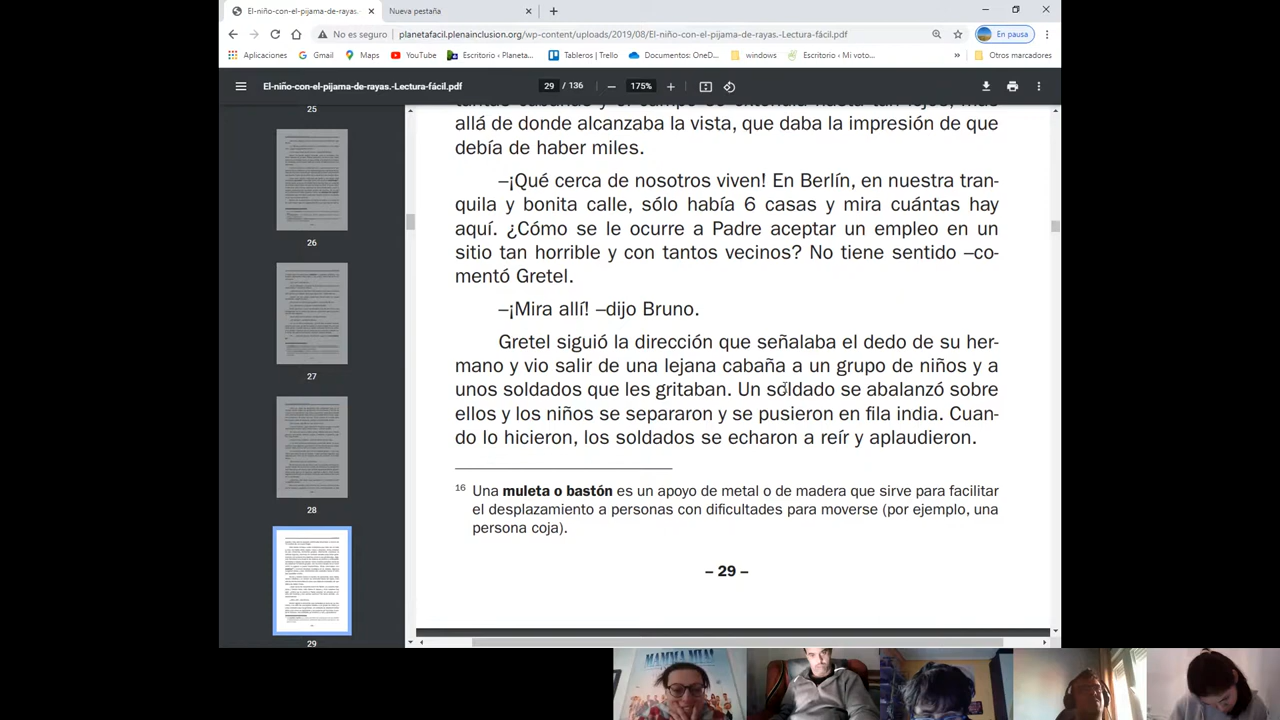 El-niño-con-el-pijama-de-rayas.
Nueva pestaña
No es seguro
planetafacil.plenainclusion.org/wp-content/uploads/2019/08/El-niño-con-el-pijama-de-rayas.-Lectura-fácil.pdf
En pausa
Aplicaciones
Gmail
Maps
YouTube
Escritorio – Planeta...
Tableros | Trello
Documentos: OneD...
windows
Escritorio | Mi voto...
Otros marcadores
El-niño-con-el-pijama-de-rayas.-Lectura-fácil.pdf
29 / 136
175%
25
26
27
28
29
allá de donde alcanzaba la vista, que daba la impresión de que
debía de haber miles.
–¡Qué cerca de nosotros En Berlín, en nuestra tran-
quila y bonita calle, sólo había 6 casas y mira cuántas hay
aquí. ¿Cómo se le ocurre a Padre aceptar un empleo en un
sitio tan horrible y con tantos vecinos? No tiene sentido –co-
mentó Gretel.
–¡Mira allí! –dijo Bruno.
Gretel siguió la dirección que señalaba el dedo de su her-
mano y vio salir de una lejana cabaña a un grupo de niños y a
unos soldados que les gritaban. Un soldado se abalanzó sobre
ellos y los niños se separaron y se pusieron en fila india. Cuan-
do lo hicieron, los soldados se echaron a reír y aplaudieron.
16 Una muleta o bastón es un apoyo de metal o de madera que sirve para facilitar
el desplazamiento a personas con dificultades para moverse (por ejemplo, una
persona coja).
MAMMA MIA!